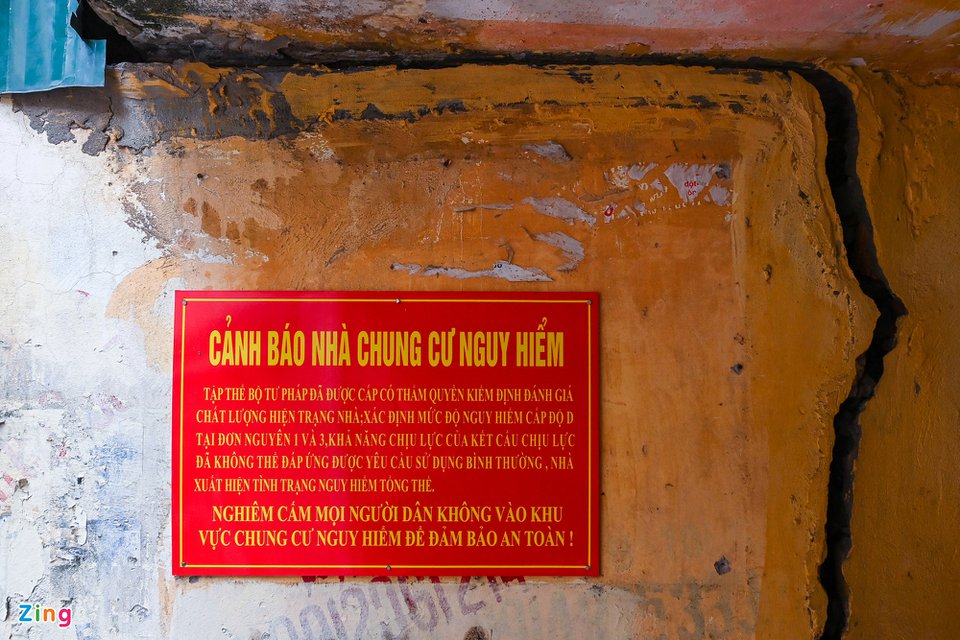 CẢNH BÁO NHÀ CHUNG CƯ NGUY HIỂM
TẬP THỂ BỘ TƯ PHÁP ĐÃ ĐƯỢC CẤP CÓ THẨM QUYỀN KIỂM ĐỊNH ĐÁNH GIÁ
CHẤT LƯỢNG HIỆN TRẠNG NHÀ;XÁC ĐỊNH MỨC ĐỘ NGUY HIỂM CẤP ĐỘ D
TẠI ĐƠN NGUYÊN 1 VÀ 3,KHẢ NĂNG CHỊU LỰC CỦA KẾT CẤU CHỊU LỰC
ĐÃ KHÔNG THỂ ĐÁP ỨNG ĐƯỢC YÊU CẦU SỬ DỤNG BÌNH THƯỜNG , NHÀ
XUẤT HIỆN TÌNH TRẠNG NGUY HIỂM TỔNG THỂ.
NGHIÊM CẤM MỌI NGƯỜI DÂN KHÔNG VÀO KHU
VỰC CHUNG CƯ NGUY HIỂM ĐỂ ĐẢM BẢO AN TOÀN !
Zing